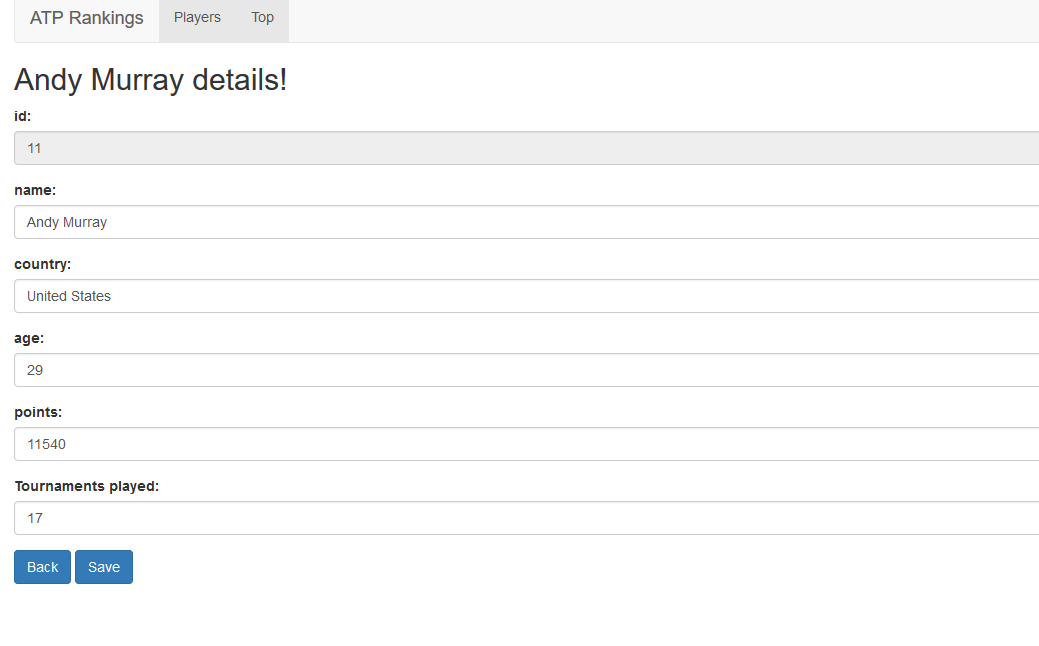 ATP Rankings Players Top
Andy Murray details!
id:
11
name:
Andy Murray
country:
United States
age:
29
points:
11540
Tournaments played:
17
Back Save